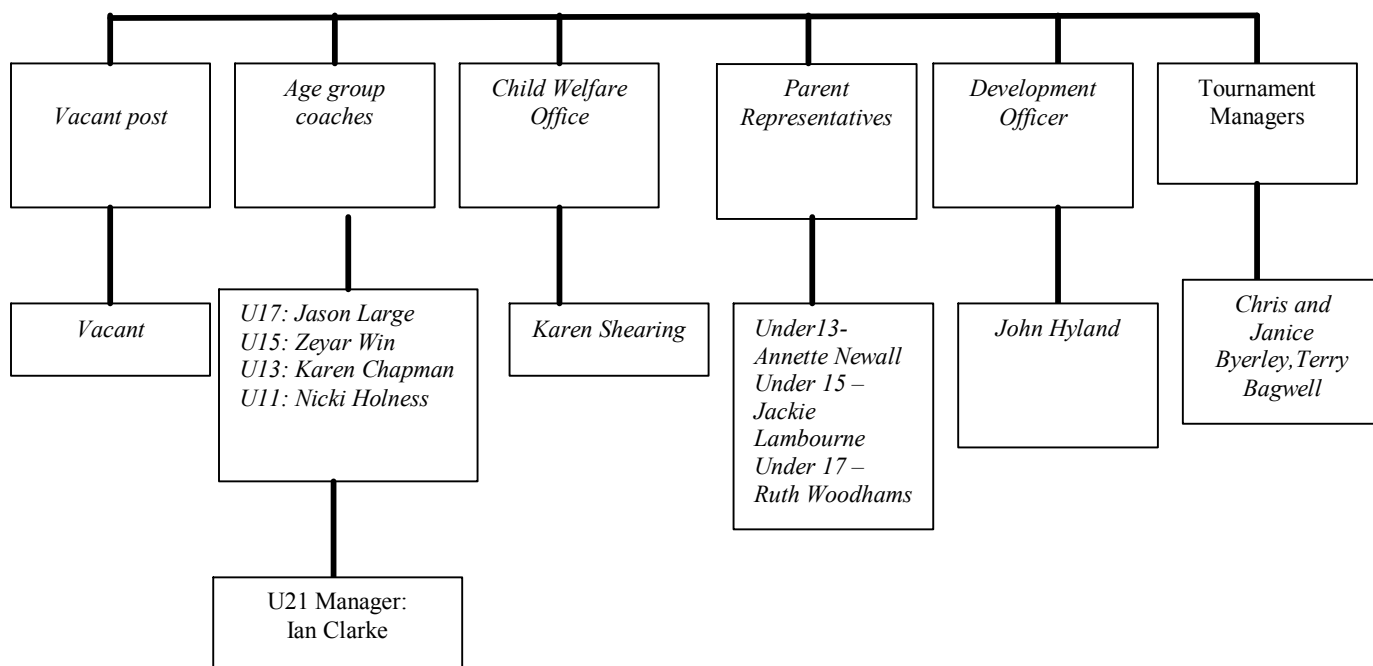 Vacant post
Age group
coaches
Child Welfare
Office
Parent
Representatives
Development
Officer
Tournament
Managers
Vacant
U17: Jason Large
U15: Zeyar Win
U13: Karen Chapman
U11: Nicki Holness
Karen Shearing
Under13-
Annette Newall
Under 15 –
Jackie
Lambourne
Under 17 –
Ruth Woodhams
John Hyland
Chris and
Janice
Byerley,Terry
Bagwell
U21 Manager:
Ian Clarke